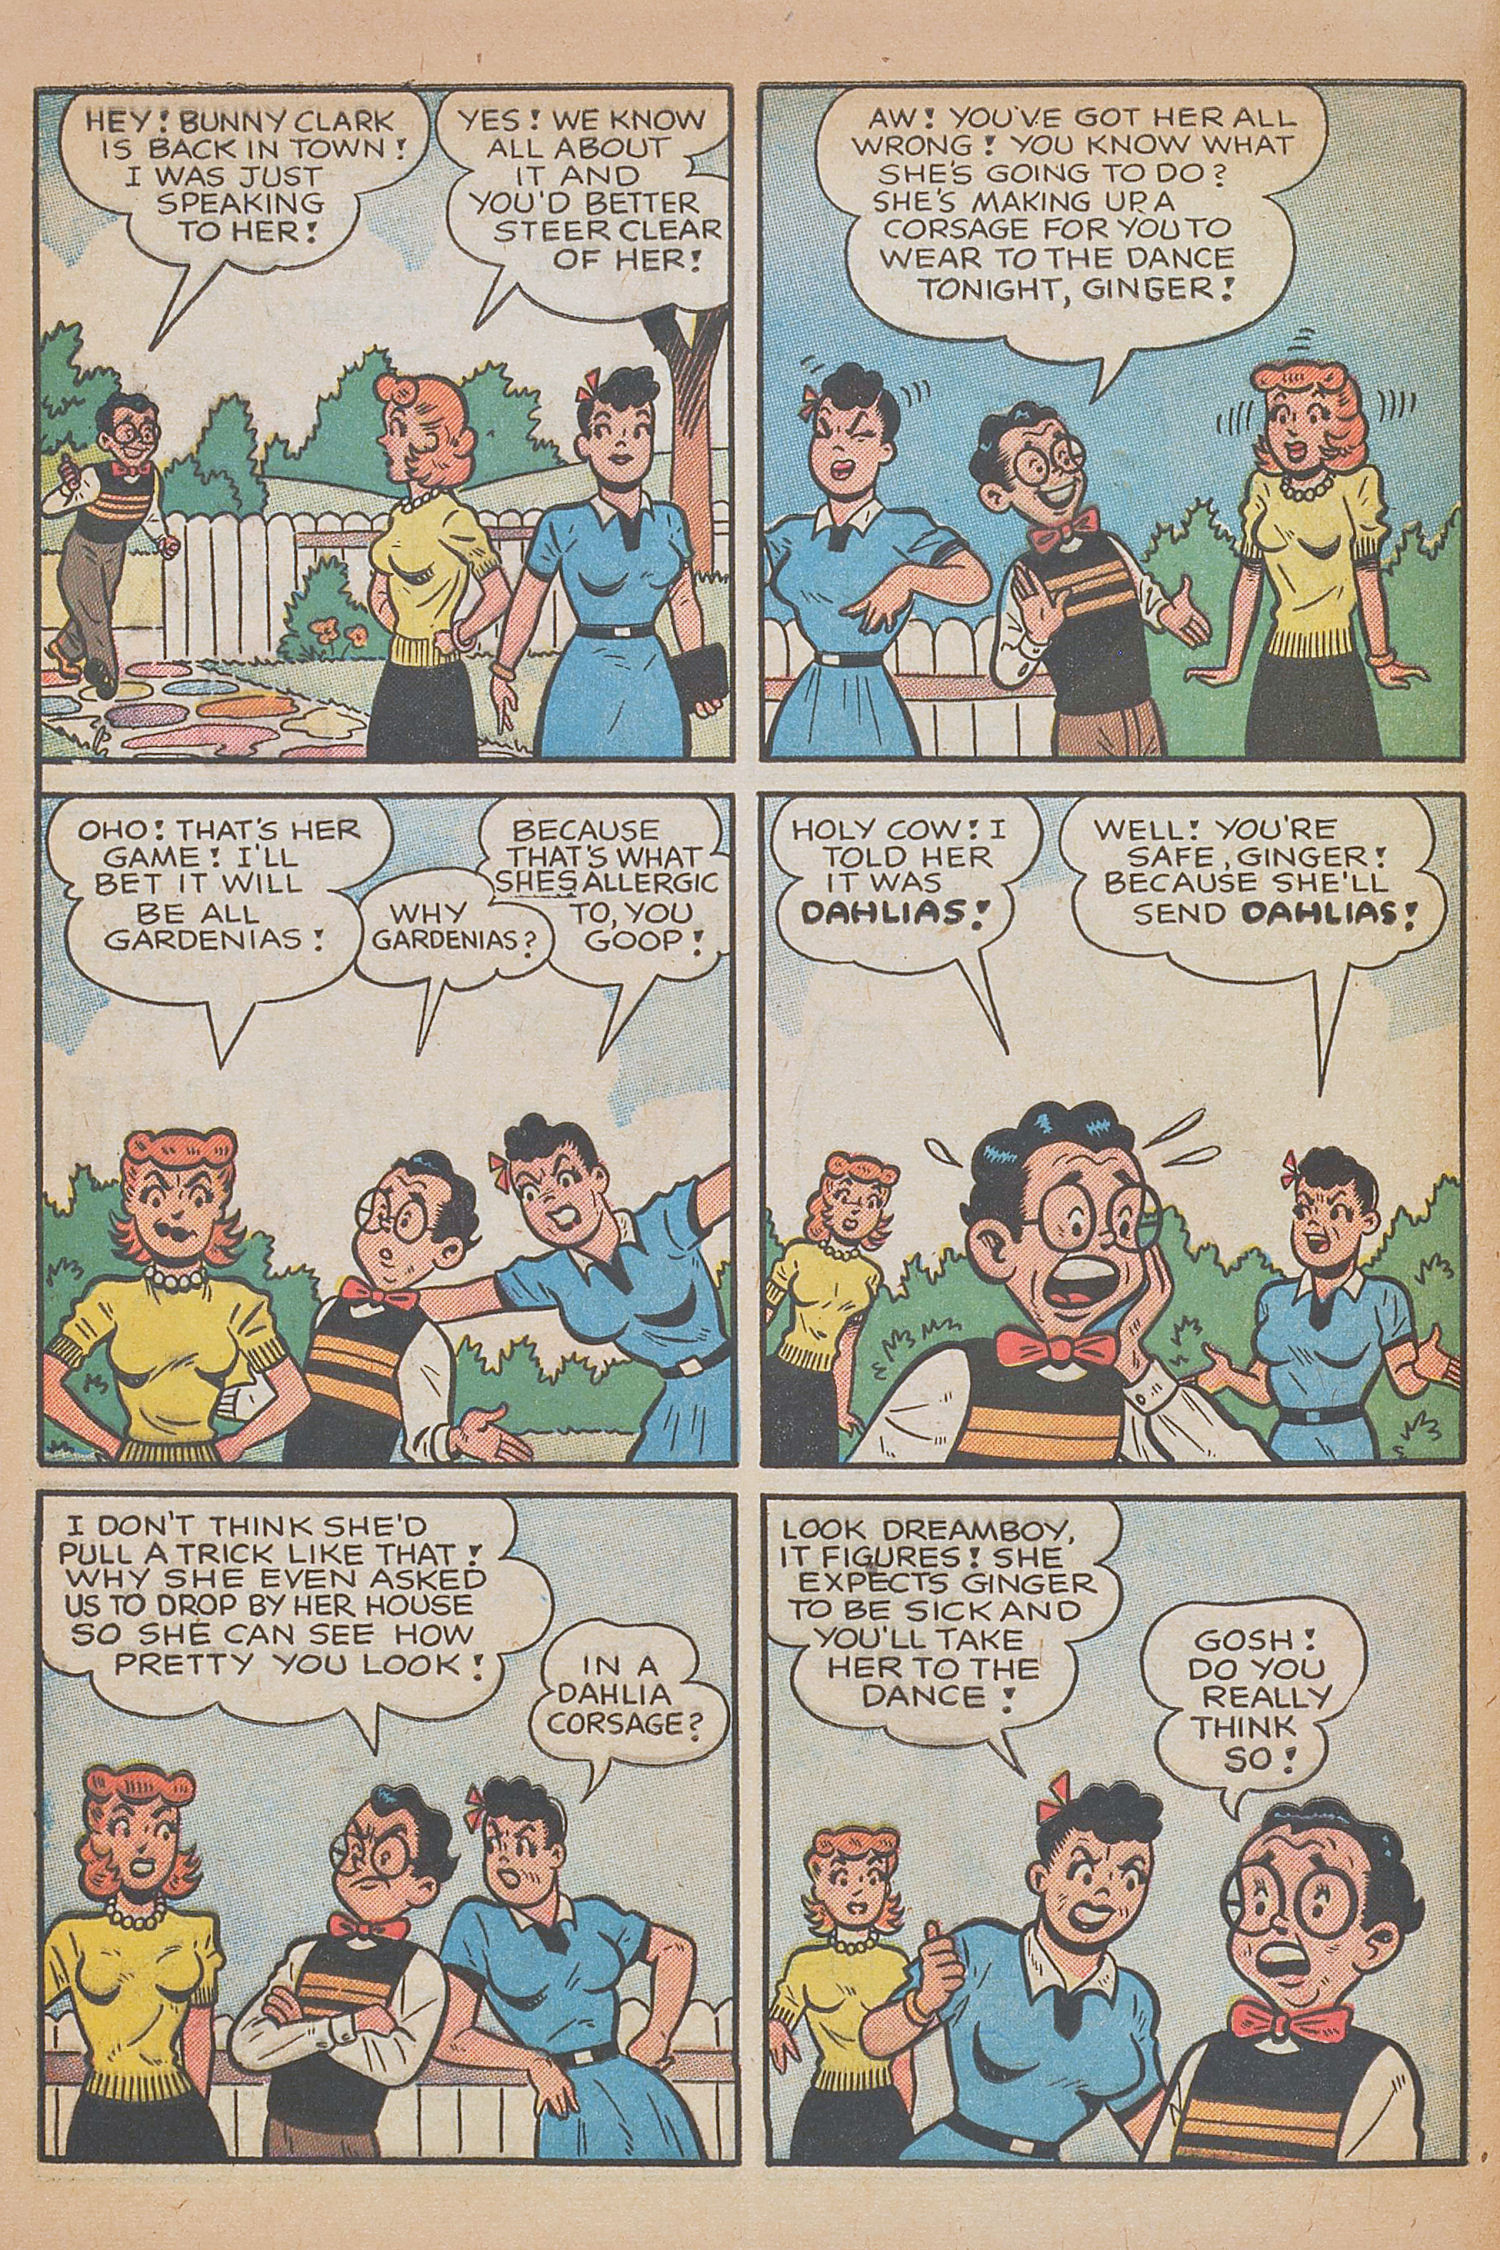 HEY! BUNNY CLARK
IS BACK IN TOWN!
I WAS JUST
SPEAKING
TO HER!
YES! WE KNOW
ALL ABOUT
IT AND
YOU'D BETTER
STEER CLEAR
OF HER!
AW! YOU'VE GOT HER ALL
WRONG! YOU KNOW WHAT
SHE'S GOING TO DO?
SHE'S MAKING UP A
CORSAGE FOR YOU TO
WEAR TO THE DANCE
TONIGHT, GINGER!
OHO! THAT'S HER
GAME! I'LL
BET IT WILL
BE ALL
GARDENIAS!
WHY
GARDENIAS?
BECAUSE
THAT'S WHAT
SHE'S ALLERGIC
TO, YOU
GOOP!
HOLY COW! I
TOLD HER
IT WAS
DAHLIAS!
WELL! YOU'RE
SAFE, GINGER!
BECAUSE SHE'LL
SEND DAHLIAS!
I DON'T THINK SHE'D
PULL A TRICK LIKE THAT!
WHY SHE EVEN ASKED
US TO DROP BY HER HOUSE
SO SHE CAN SEE HOW
PRETTY YOU LOOK!
IN A
DAHLIA
CORSAGE?
LOOK DREAMBOY,
IT FIGURES! SHE
EXPECTS GINGER
TO BE SICK AND
YOU'LL TAKE
HER TO THE
DANCE!
GOSH!
DO YOU
REALLY
THINK
SO!